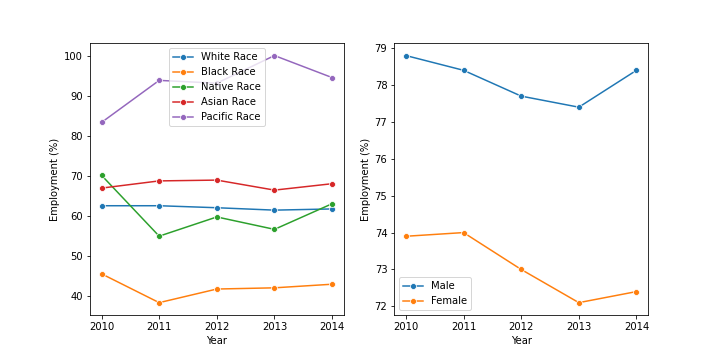 100
90
80
70
60
50
40
Employment (%)
White Race
Black Race
Native Race
Asian Race
Pacific Race
2010 2011 2012 2013 2014
Year
79
78
77
76
75
74
73
72
Employment (%)
Male
Female
2010 2011 2012 2013 2014
Year